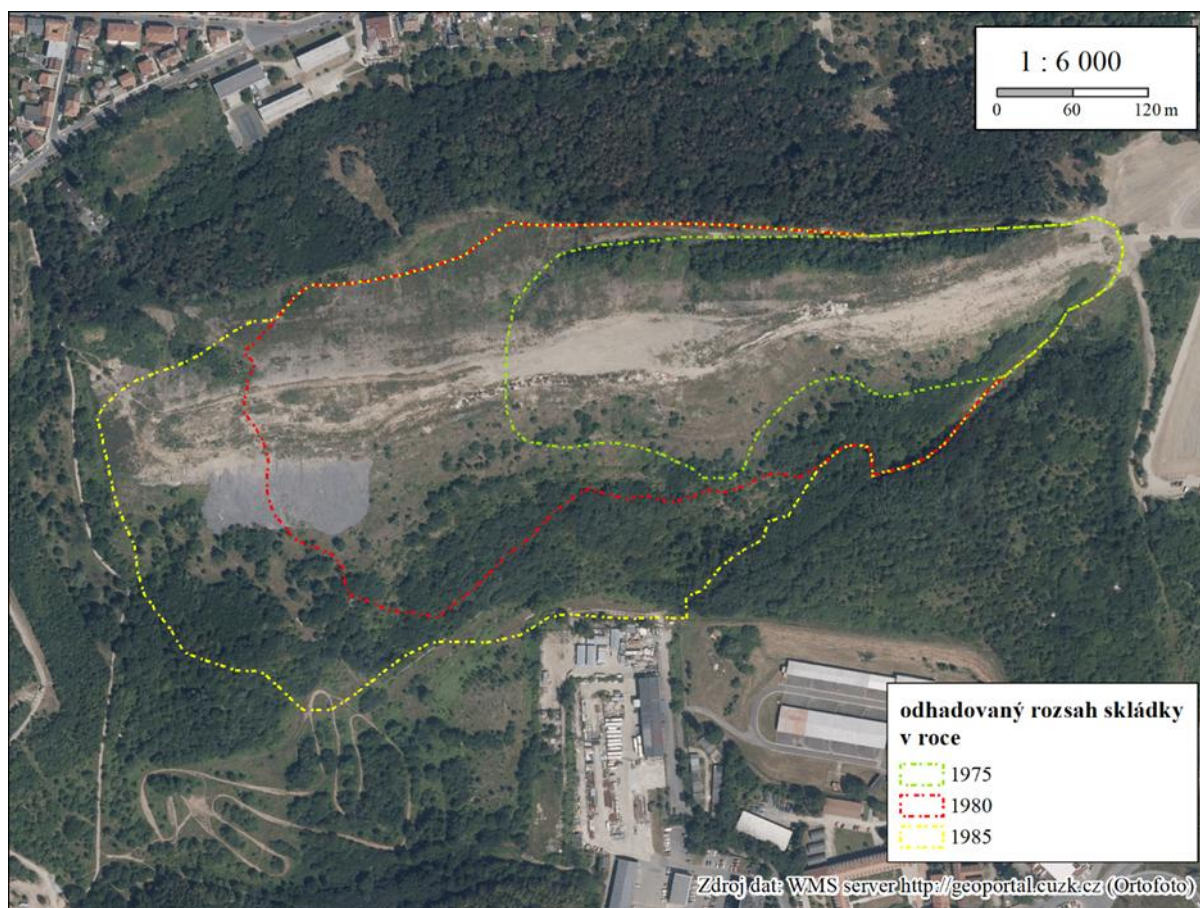 1 : 6 000
0 60 120 m
odhadovaný rozsah skládky
v roce
1975
1980
1985
Zdroj dat: WMS server http://geoportal.cuzk.cz (Ortofoto)